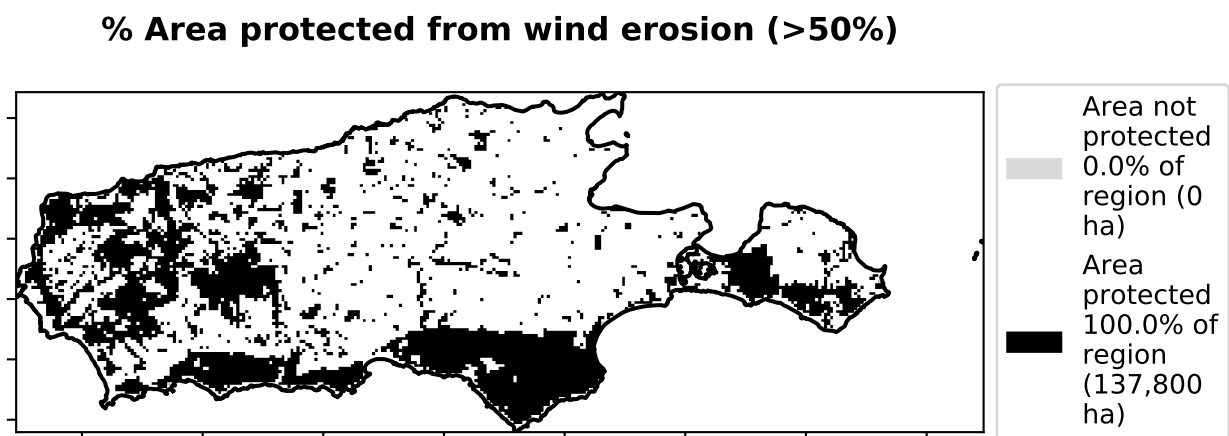 % Area protected from wind erosion (>50%)
Area not
protected
0.0% of
region (0
ha)
Area
protected
100.0% of
region
(137,800
ha)